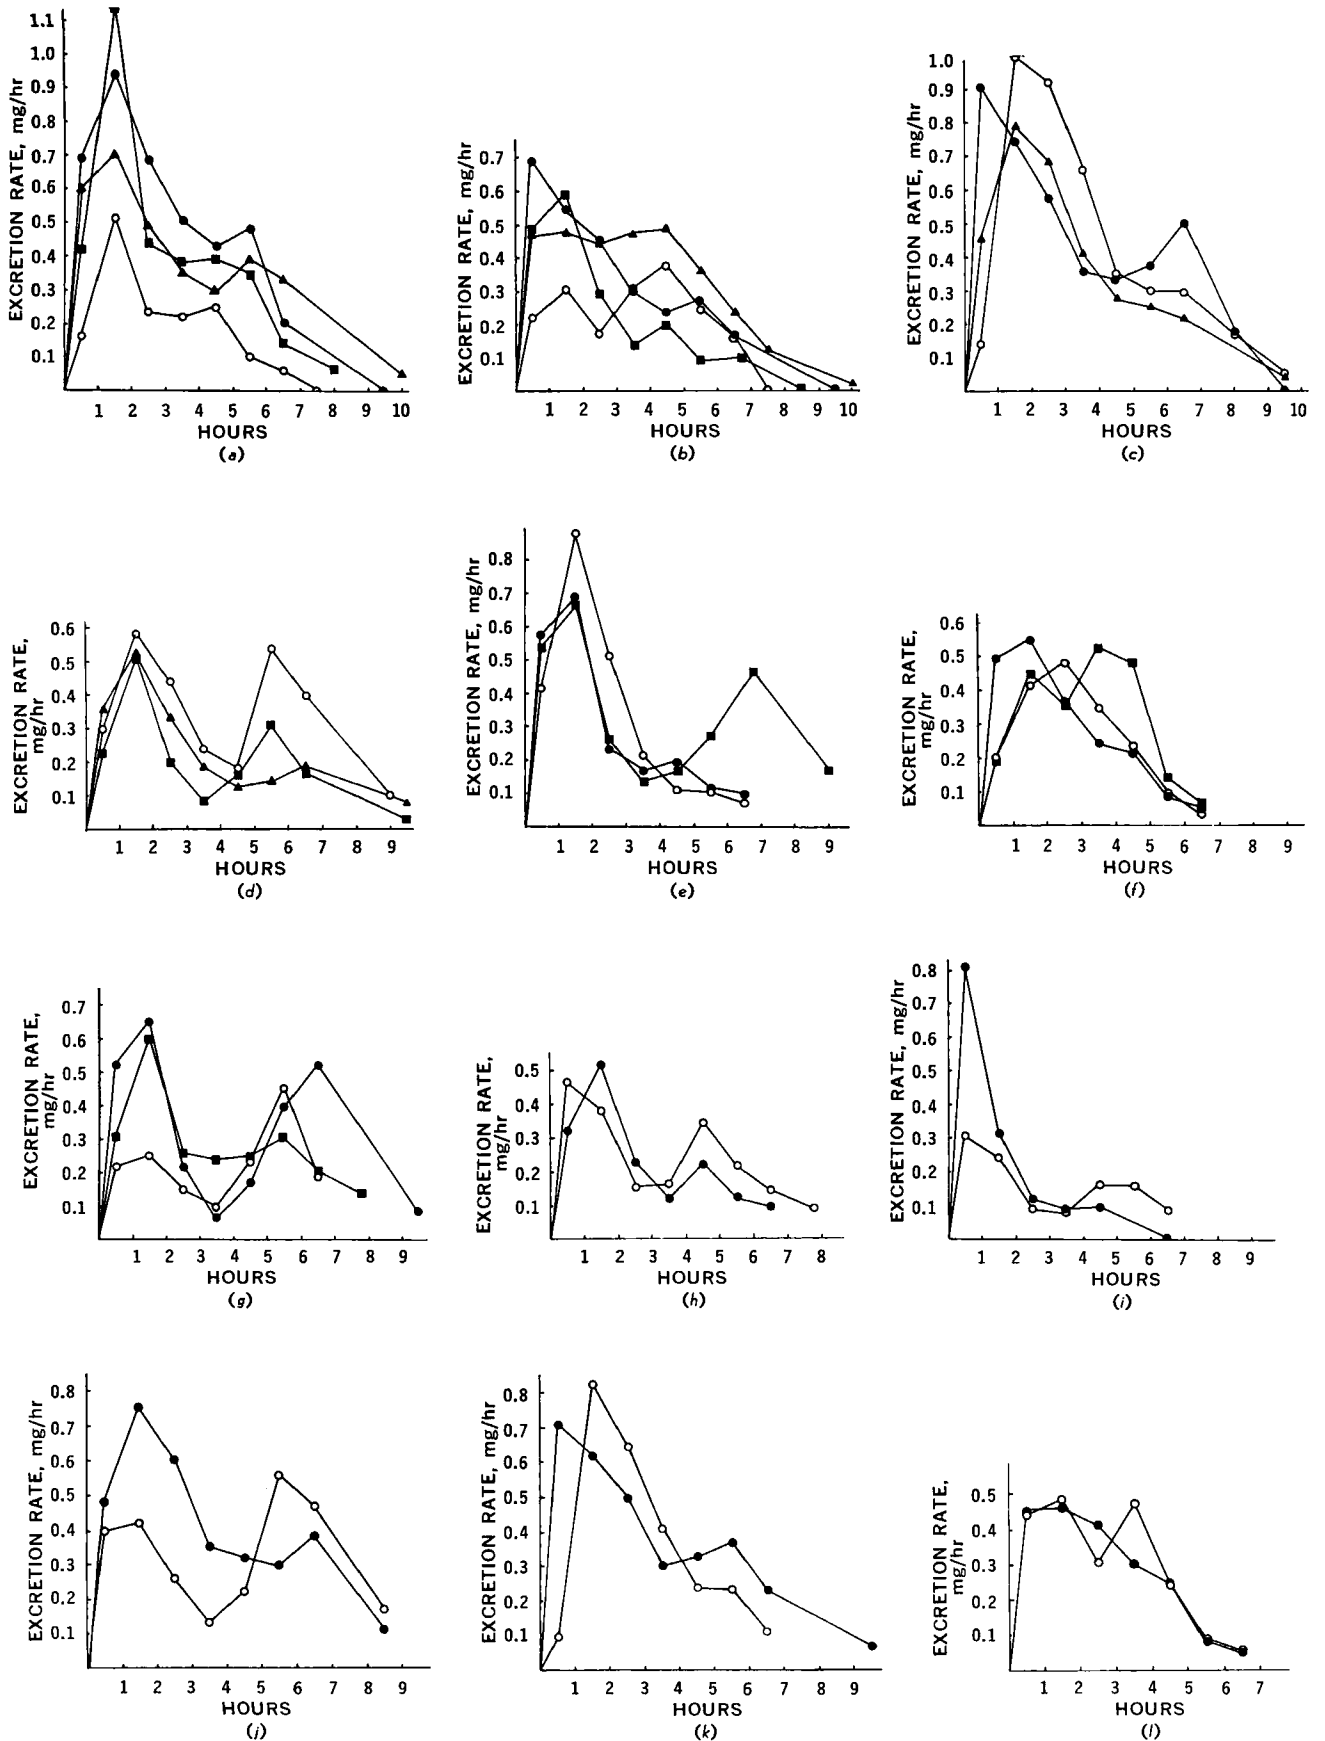 EXCRETION RATE, mg/hr
1.1
1.0
0.9
0.8
0.7
0.6
0.5
0.4
0.3
0.2
0.1
1 2 3 4 5 6 7 8 9 10
HOURS
(a)
EXCRETION RATE, mg/hr
0.7
0.6
0.5
0.4
0.3
0.2
0.1
1 2 3 4 5 6 7 8 9 10
HOURS
(b)
EXCRETION RATE, mg/hr
1.0
0.9
0.8
0.7
0.6
0.5
0.4
0.3
0.2
0.1
1 2 3 4 5 6 7 8 9 10
HOURS
(c)
EXCRETION RATE,
mg/hr
0.6
0.5
0.4
0.3
0.2
0.1
1 2 3 4 5 6 7 8 9
HOURS
(d)
EXCRETION RATE, mg/hr
0.8
0.7
0.6
0.5
0.4
0.3
0.2
0.1
1 2 3 4 5 6 7 8 9
HOURS
(e)
EXCRETION RATE,
mg/hr
0.6
0.5
0.4
0.3
0.2
0.1
1 2 3 4 5 6 7 8 9
HOURS
(f)
EXCRETION RATE,
mg/hr
0.7
0.6
0.5
0.4
0.3
0.2
0.1
1 2 3 4 5 6 7 8 9
HOURS
(g)
EXCRETION RATE,
mg/hr
0.5
0.4
0.3
0.2
0.1
1 2 3 4 5 6 7 8
HOURS
(h)
EXCRETION RATE, mg/hr
0.8
0.7
0.6
0.5
0.4
0.3
0.2
0.1
1 2 3 4 5 6 7 8 9
HOURS
(i)
EXCRETION RATE, mg/hr
0.8
0.7
0.6
0.5
0.4
0.3
0.2
0.1
1 2 3 4 5 6 7 8 9
HOURS
(j)
EXCRETION RATE, mg/hr
0.8
0.7
0.6
0.5
0.4
0.3
0.2
0.1
1 2 3 4 5 6 7 8 9
HOURS
(k)
EXCRETION RATE,
mg/hr
0.5
0.4
0.3
0.2
0.1
1 2 3 4 5 6 7
HOURS
(l)